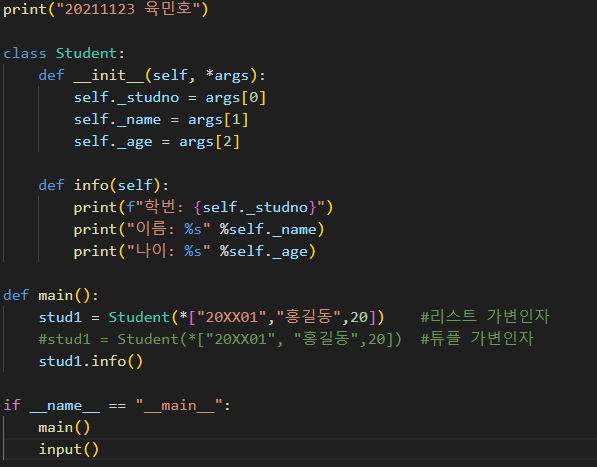 print("20211123 육민호")
class Student:
def __init__(self, *args):
self._studno = args[0]
self._name = args[1]
self._age = args[2]
def info(self):
print(f"학번: {self._studno}")
print("이름: %s" %self._name)
print("나이: %s" %self._age)
def main():
stud1 = Student(*["20XX01","홍길동",20]) #리스트 가변인자
#stud1 = Student(*["20XX01", "홍길동",20]) #튜플 가변인자
stud1.info()
if __name__ == "__main__":
main()
input()